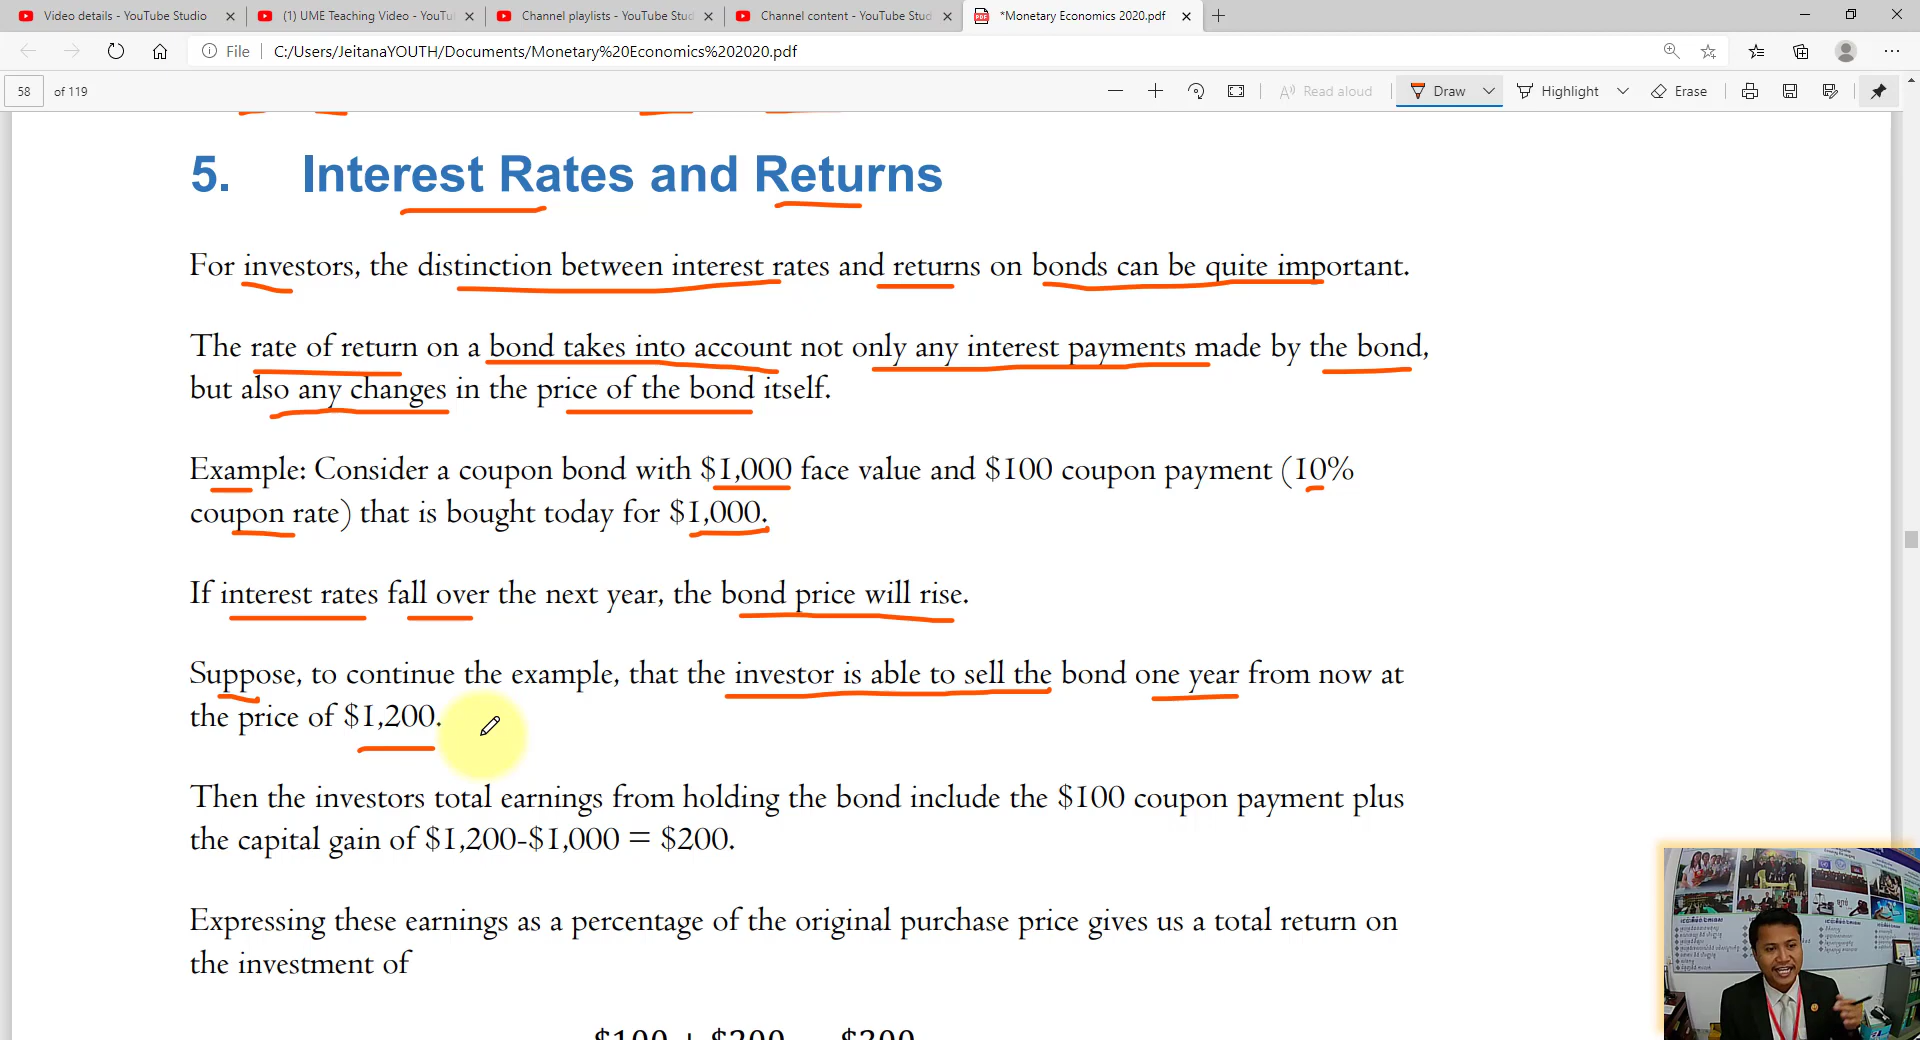 Video details - YouTube Studio
(1) UME Teaching Video - YouTu
Channel playlists - YouTube Stud
Channel content - YouTube Stud
*Monetary Economics 2020.pdf
File
C:/Users/JeitanaYOUTH/Documents/Monetary%20Economics%202020.pdf
58 of 119
Read aloud
Draw
Highlight
Erase
5. Interest Rates and Returns
For investors, the distinction between interest rates and returns on bonds can be quite important.
The rate of return on a bond takes into account not only any interest payments made by the bond,
but also any changes in the price of the bond itself.
Example: Consider a coupon bond with $1,000 face value and $100 coupon payment (10%
coupon rate) that is bought today for $1,000.
If interest rates fall over the next year, the bond price will rise.
Suppose, to continue the example, that the investor is able to sell the bond one year from now at
the price of $1,200.
Then the investors total earnings from holding the bond include the $100 coupon payment plus
the capital gain of $1,200-$1,000 = $200.
Expressing these earnings as a percentage of the original purchase price gives us a total return on
the investment of
$100 + $200 $300